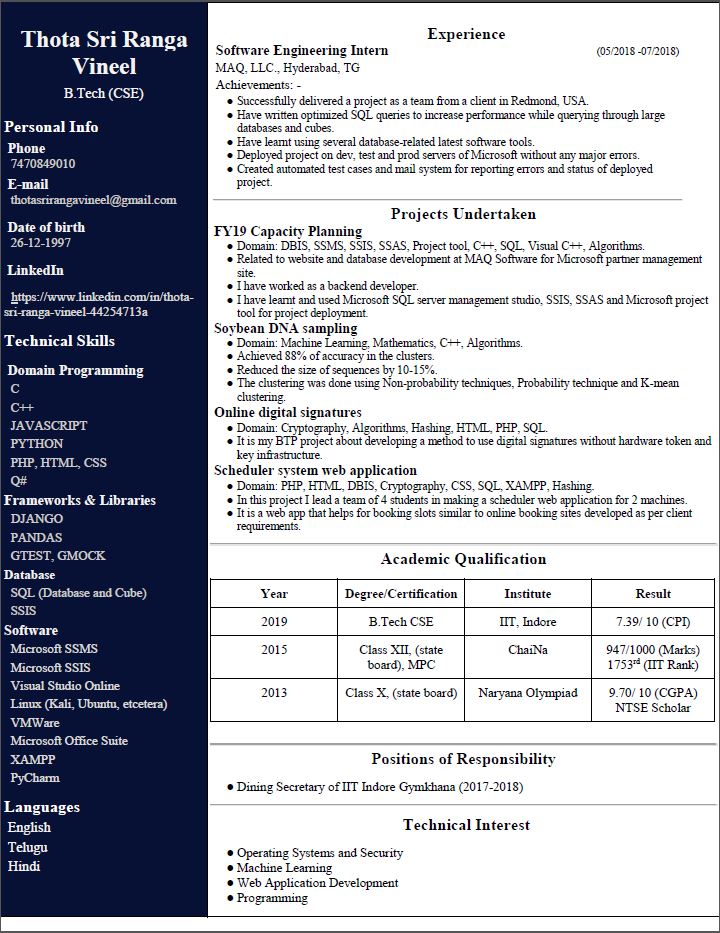 Thota Sri Ranga
Vineel
B.Tech (CSE)
Personal Info
Phone
7470849010
E-mail
thotasrirangavineel@gmail.com
Date of birth
26-12-1997
LinkedIn
https://www.linkedin.com/in/thota-
sri-ranga-vineel-44254713a
Technical Skills
Domain Programming
C
C++
JAVASCRIPT
PYTHON
PHP, HTML, CSS
Q#
Frameworks & Libraries
DJANGO
PANDAS
GTEST, GMOCK
Database
SQL (Database and Cube)
SSIS
Software
Microsoft SSMS
Microsoft SSIS
Visual Studio Online
Linux (Kali, Ubuntu, etcetera)
VMWare
Microsoft Office Suite
XAMPP
PyCharm
Languages
English
Telugu
Hindi
Experience
Software Engineering Intern (05/2018 -07/2018)
MAQ, LLC., Hyderabad, TG
Achievements: -
● Successfully delivered a project as a team from a client in Redmond, USA.
● Have written optimized SQL queries to increase performance while querying through large
databases and cubes.
● Have learnt using several database-related latest software tools.
● Deployed project on dev, test and prod servers of Microsoft without any major errors.
● Created automated test cases and mail system for reporting errors and status of deployed
project.
Projects Undertaken
FY19 Capacity Planning
● Domain: DBIS, SSMS, SSIS, SSAS, Project tool, C++, SQL, Visual C++, Algorithms.
● Related to website and database development at MAQ Software for Microsoft partner management
site.
● I have worked as a backend developer.
● I have learnt and used Microsoft SQL server management studio, SSIS, SSAS and Microsoft project
tool for project deployment.
Soybean DNA sampling
● Domain: Machine Learning, Mathematics, C++, Algorithms.
● Achieved 88% of accuracy in the clusters.
● Reduced the size of sequences by 10-15%.
● The clustering was done using Non-probability techniques, Probability technique and K-mean
clustering.
Online digital signatures
● Domain: Cryptography, Algorithms, Hashing, HTML, PHP, SQL.
● It is my BTP project about developing a method to use digital signatures without hardware token and
key infrastructure.
Scheduler system web application
● Domain: PHP, HTML, DBIS, Cryptography, CSS, SQL, XAMPP, Hashing.
● In this project I lead a team of 4 students in making a scheduler web application for 2 machines.
● It is a web app that helps for booking slots similar to online booking sites developed as per client
requirements.
Academic Qualification
Year Degree/Certification Institute Result
2019 B.Tech CSE IIT, Indore 7.39/ 10 (CPI)
2015 Class XII, (state ChaiNa 947/1000 (Marks)
board), MPC 1753rd (IIT Rank)
2013 Class X, (state board) Naryana Olympiad 9.70/ 10 (CGPA)
NTSE Scholar
Positions of Responsibility
● Dining Secretary of IIT Indore Gymkhana (2017-2018)
Technical Interest
● Operating Systems and Security
● Machine Learning
● Web Application Development
● Programming